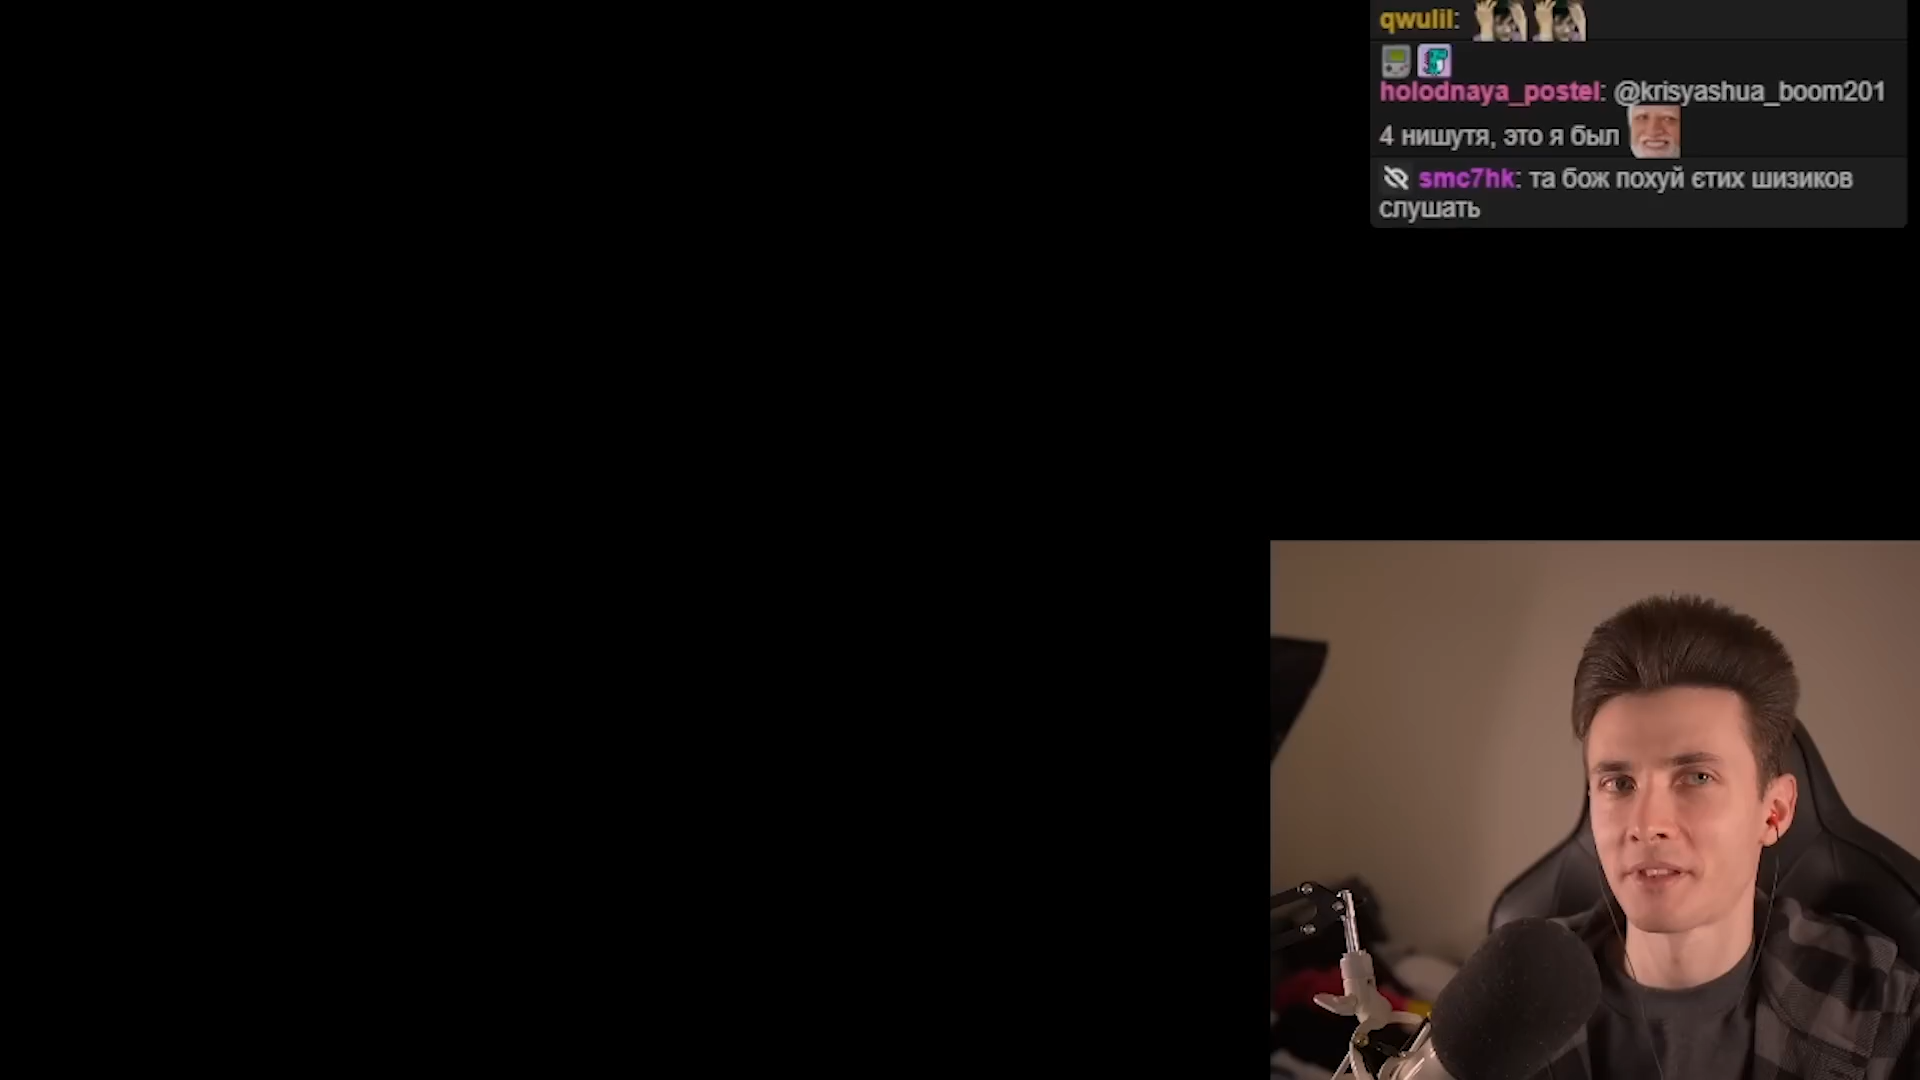 qwulil:
holodnaya_postel: @krisyashua_boom201
4 нишутя, это я был
smc7hk: та бож похуй єтих шизиков
слушать